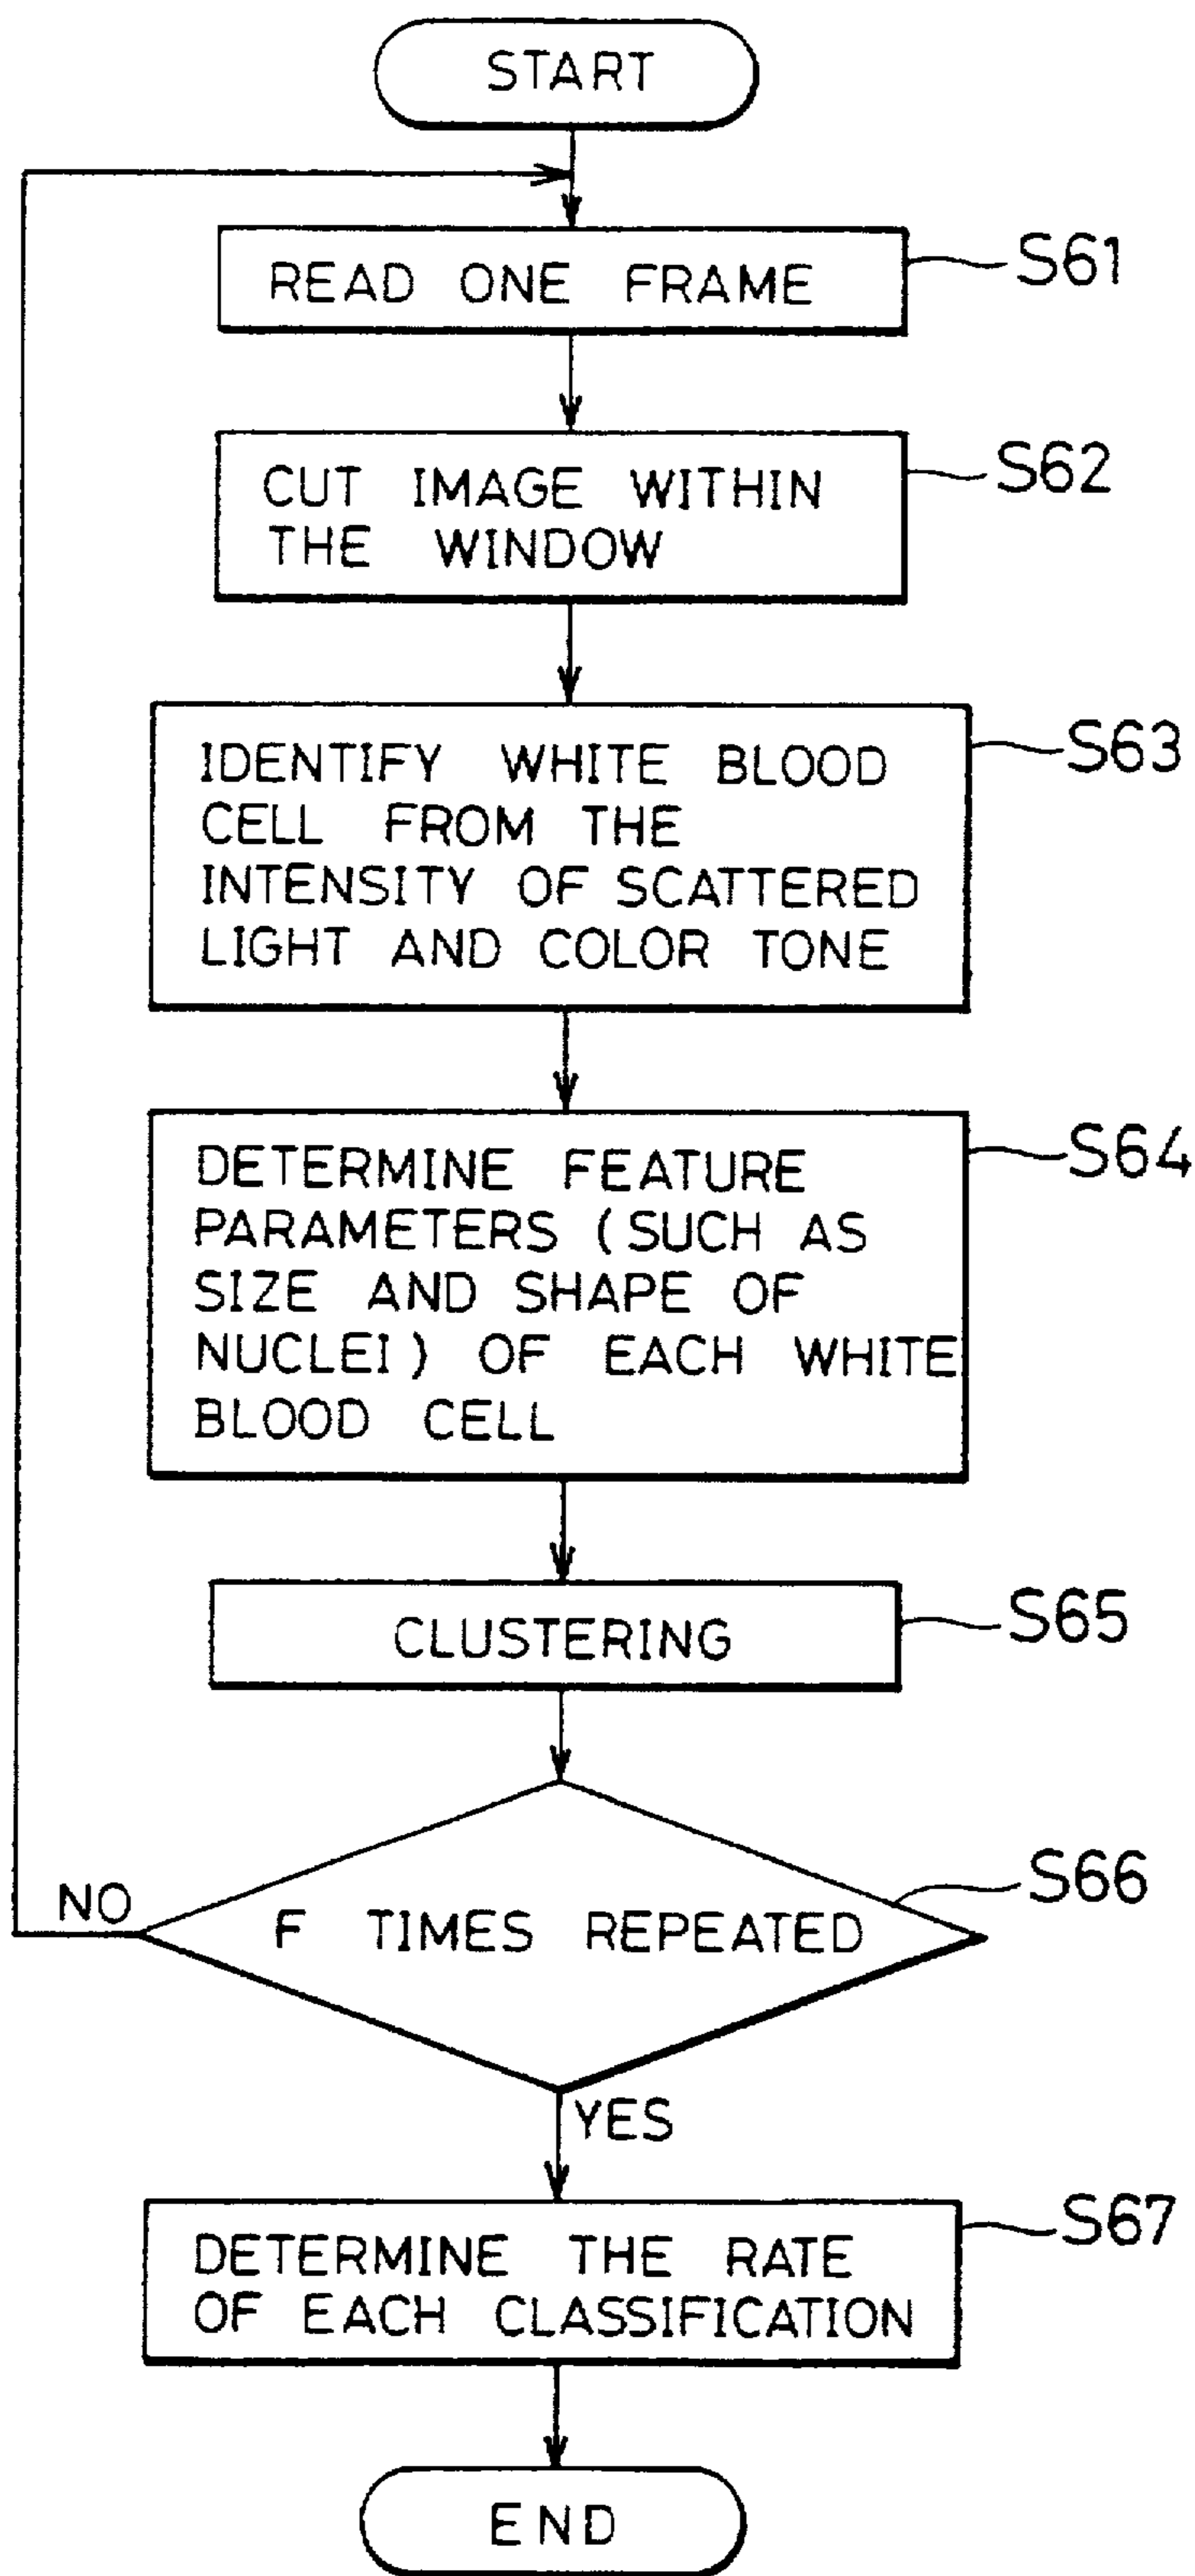 START
READ ONE FRAME
S61
CUT IMAGE WITHIN
THE WINDOW
S62
IDENTIFY WHITE BLOOD
CELL FROM THE
INTENSITY OF SCATTERED
LIGHT AND COLOR TONE
S63
DETERMINE FEATURE
PARAMETERS (SUCH AS
SIZE AND SHAPE OF
NUCLEI) OF EACH WHITE
BLOOD CELL
S64
CLUSTERING
S65
NO
F TIMES REPEATED
S66
YES
DETERMINE THE RATE
OF EACH CLASSIFICATION
S67
END